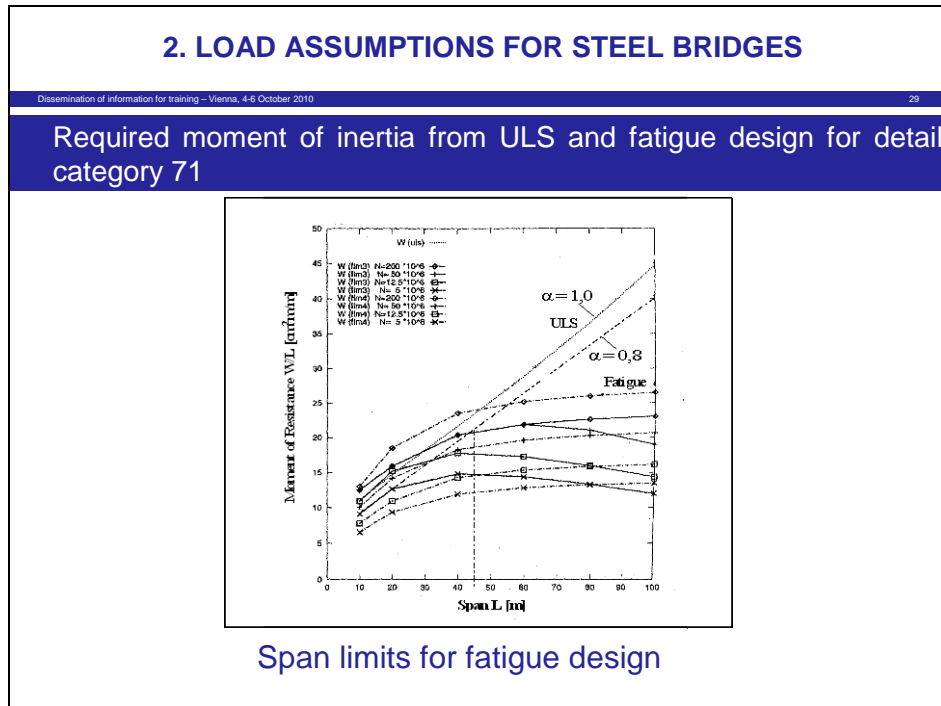 2. LOAD ASSUMPTIONS FOR STEEL BRIDGES
Dissemination of information for training – Vienna, 4-6 October 2010
29
Required moment of inertia from ULS and fatigue design for detail
category 71
50
45
40
35
30
25
20
15
10
5
0
Moment of Resistance W/L [cm²mm]
W (uls)
W (flm3) N=200 *10^6
W (flm3) N= 50 *10^6
W (flm3) N=12.5*10^6
W (flm3) N= 5 *10^6
W (flm4) N=200 *10^6
W (flm4) N= 50 *10^6
W (flm4) N=12.5*10^6
W (flm4) N= 5 *10^6
α=1,0
ULS
α=0,8
Fatigue
0 10 20 30 40 50 60 70 80 90 100
Span L [m]
Span limits for fatigue design